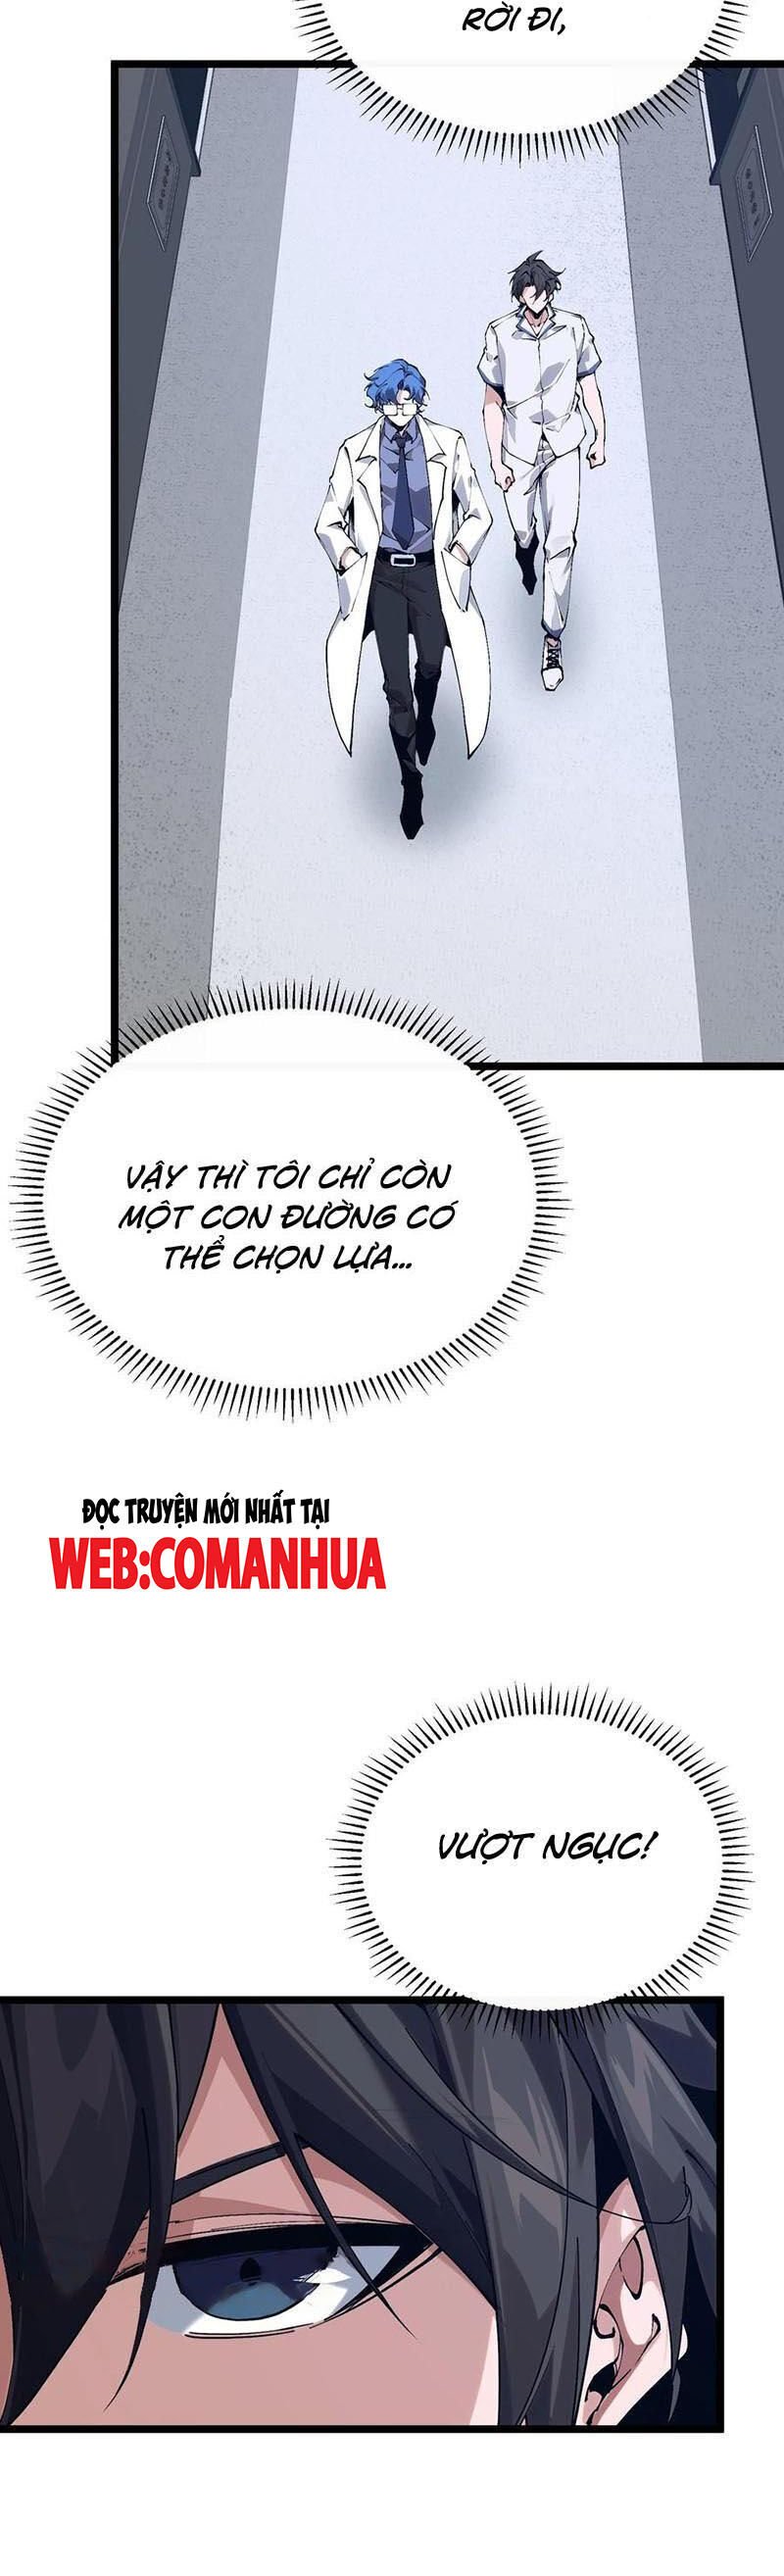 RỜI ĐI,
VẬY THÌ TÔI CHỈ CÒN
MỘT CON ĐƯỜNG CÓ
THỂ CHỌN LỰA...
ĐỌC TRUYỆN MỚI NHẤT TẠI
WEB:COMANHUA
VƯỢT NGỤC!